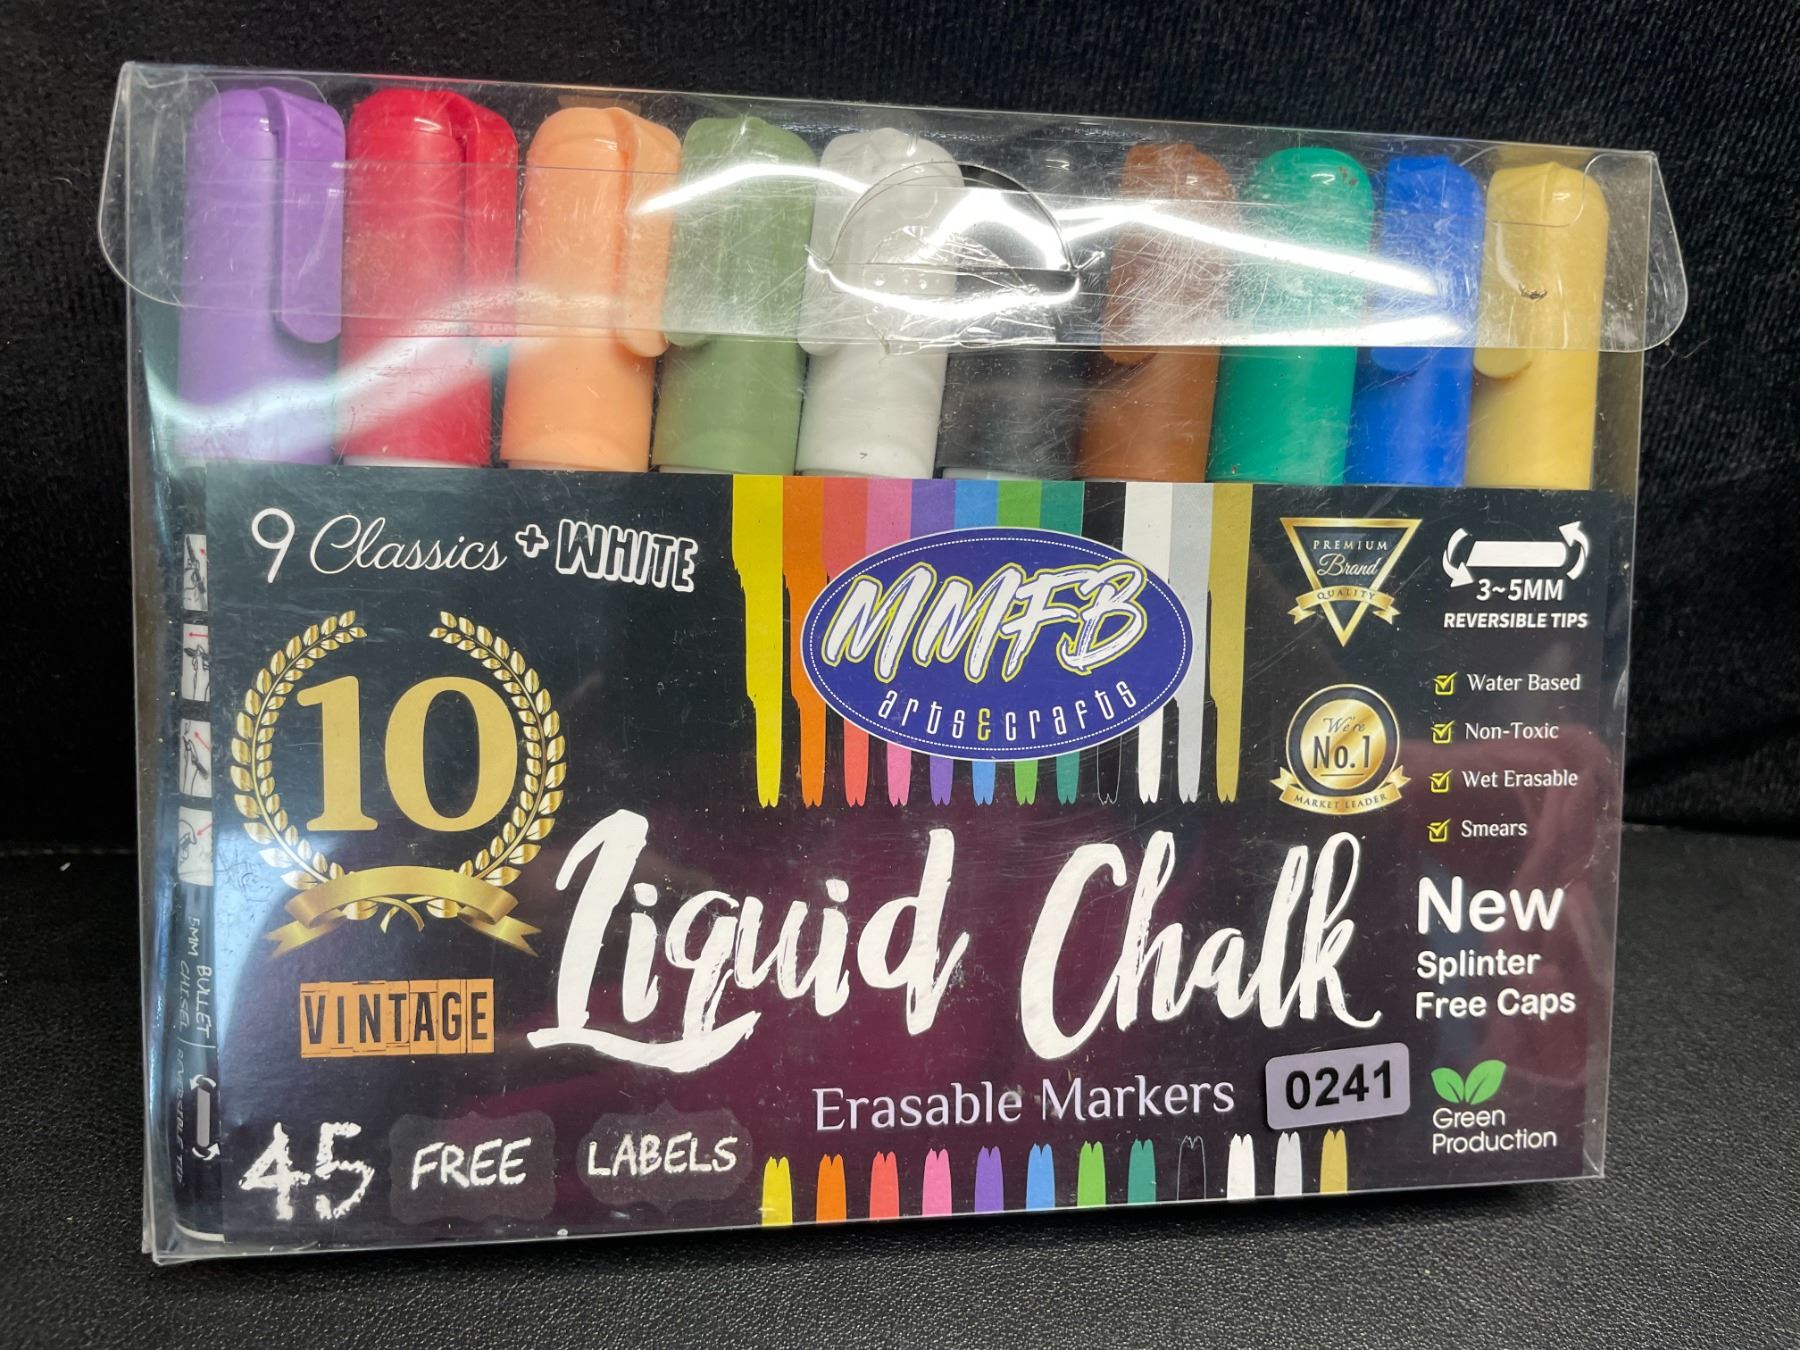 9 Classics + WHITE
10
VINTAGE
45 FREE LABELS
MMFB
arts&crafts
Liquid Chalk
Erasable Markers
0241
PREMIUM
Brand
QUALITY
3~5MM
REVERSIBLE TIPS
We're
No.1
MARKET LEADER
Water Based
Non-Toxic
Wet Erasable
Smears
New
Splinter
Free Caps
Green
Production
BULLET
5MM CHISEL